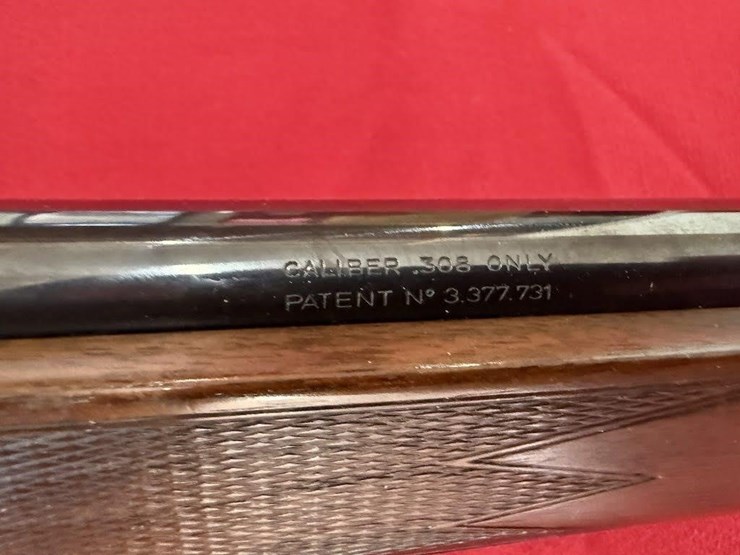 CALIBER .308 ONLY
PATENT Nº 3.377.731